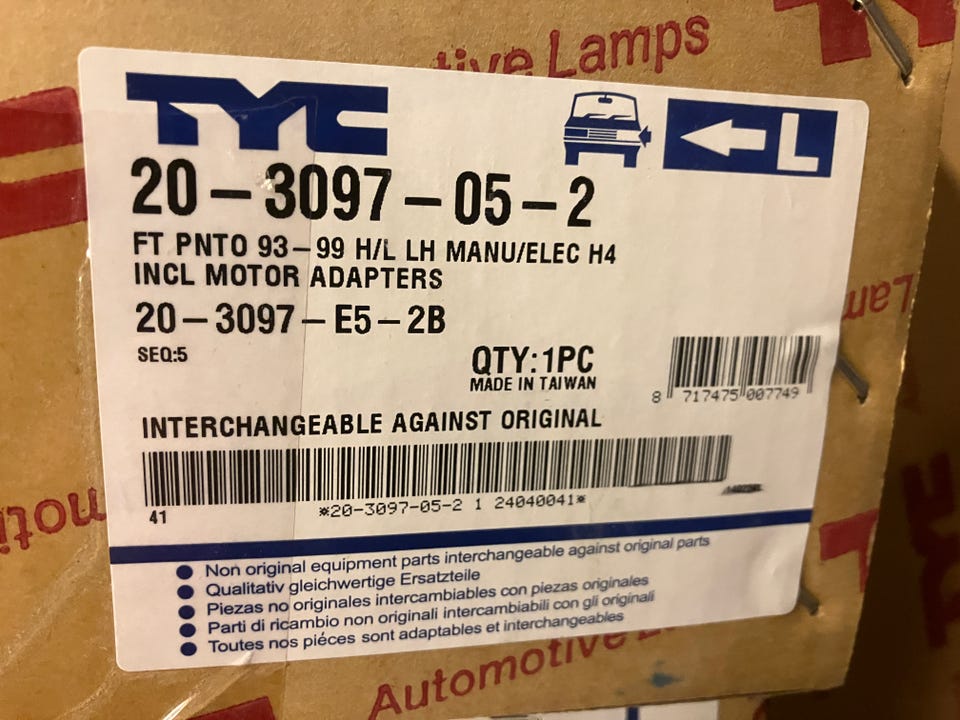 ive Lamps
TYC
L
20-3097-05-2
FT PNTO 93-99 H/L LH MANU/ELEC H4
INCL MOTOR ADAPTERS
20-3097-E5-2B
SEQ:5
QTY: 1PC
MADE IN TAIWAN
8 717475 007749
INTERCHANGEABLE AGAINST ORIGINAL
41
*20-3097-05-2 1 24040041*
● Non original equipment parts interchangeable against original parts
● Qualitativ gleichwertige Ersatzteile
● Piezas no originales intercambiables con piezas originales
● Parti di ricambio non originali intercambiabili con gli originali
● Toutes nos piéces sont adaptables et interchangeables
Automotive L